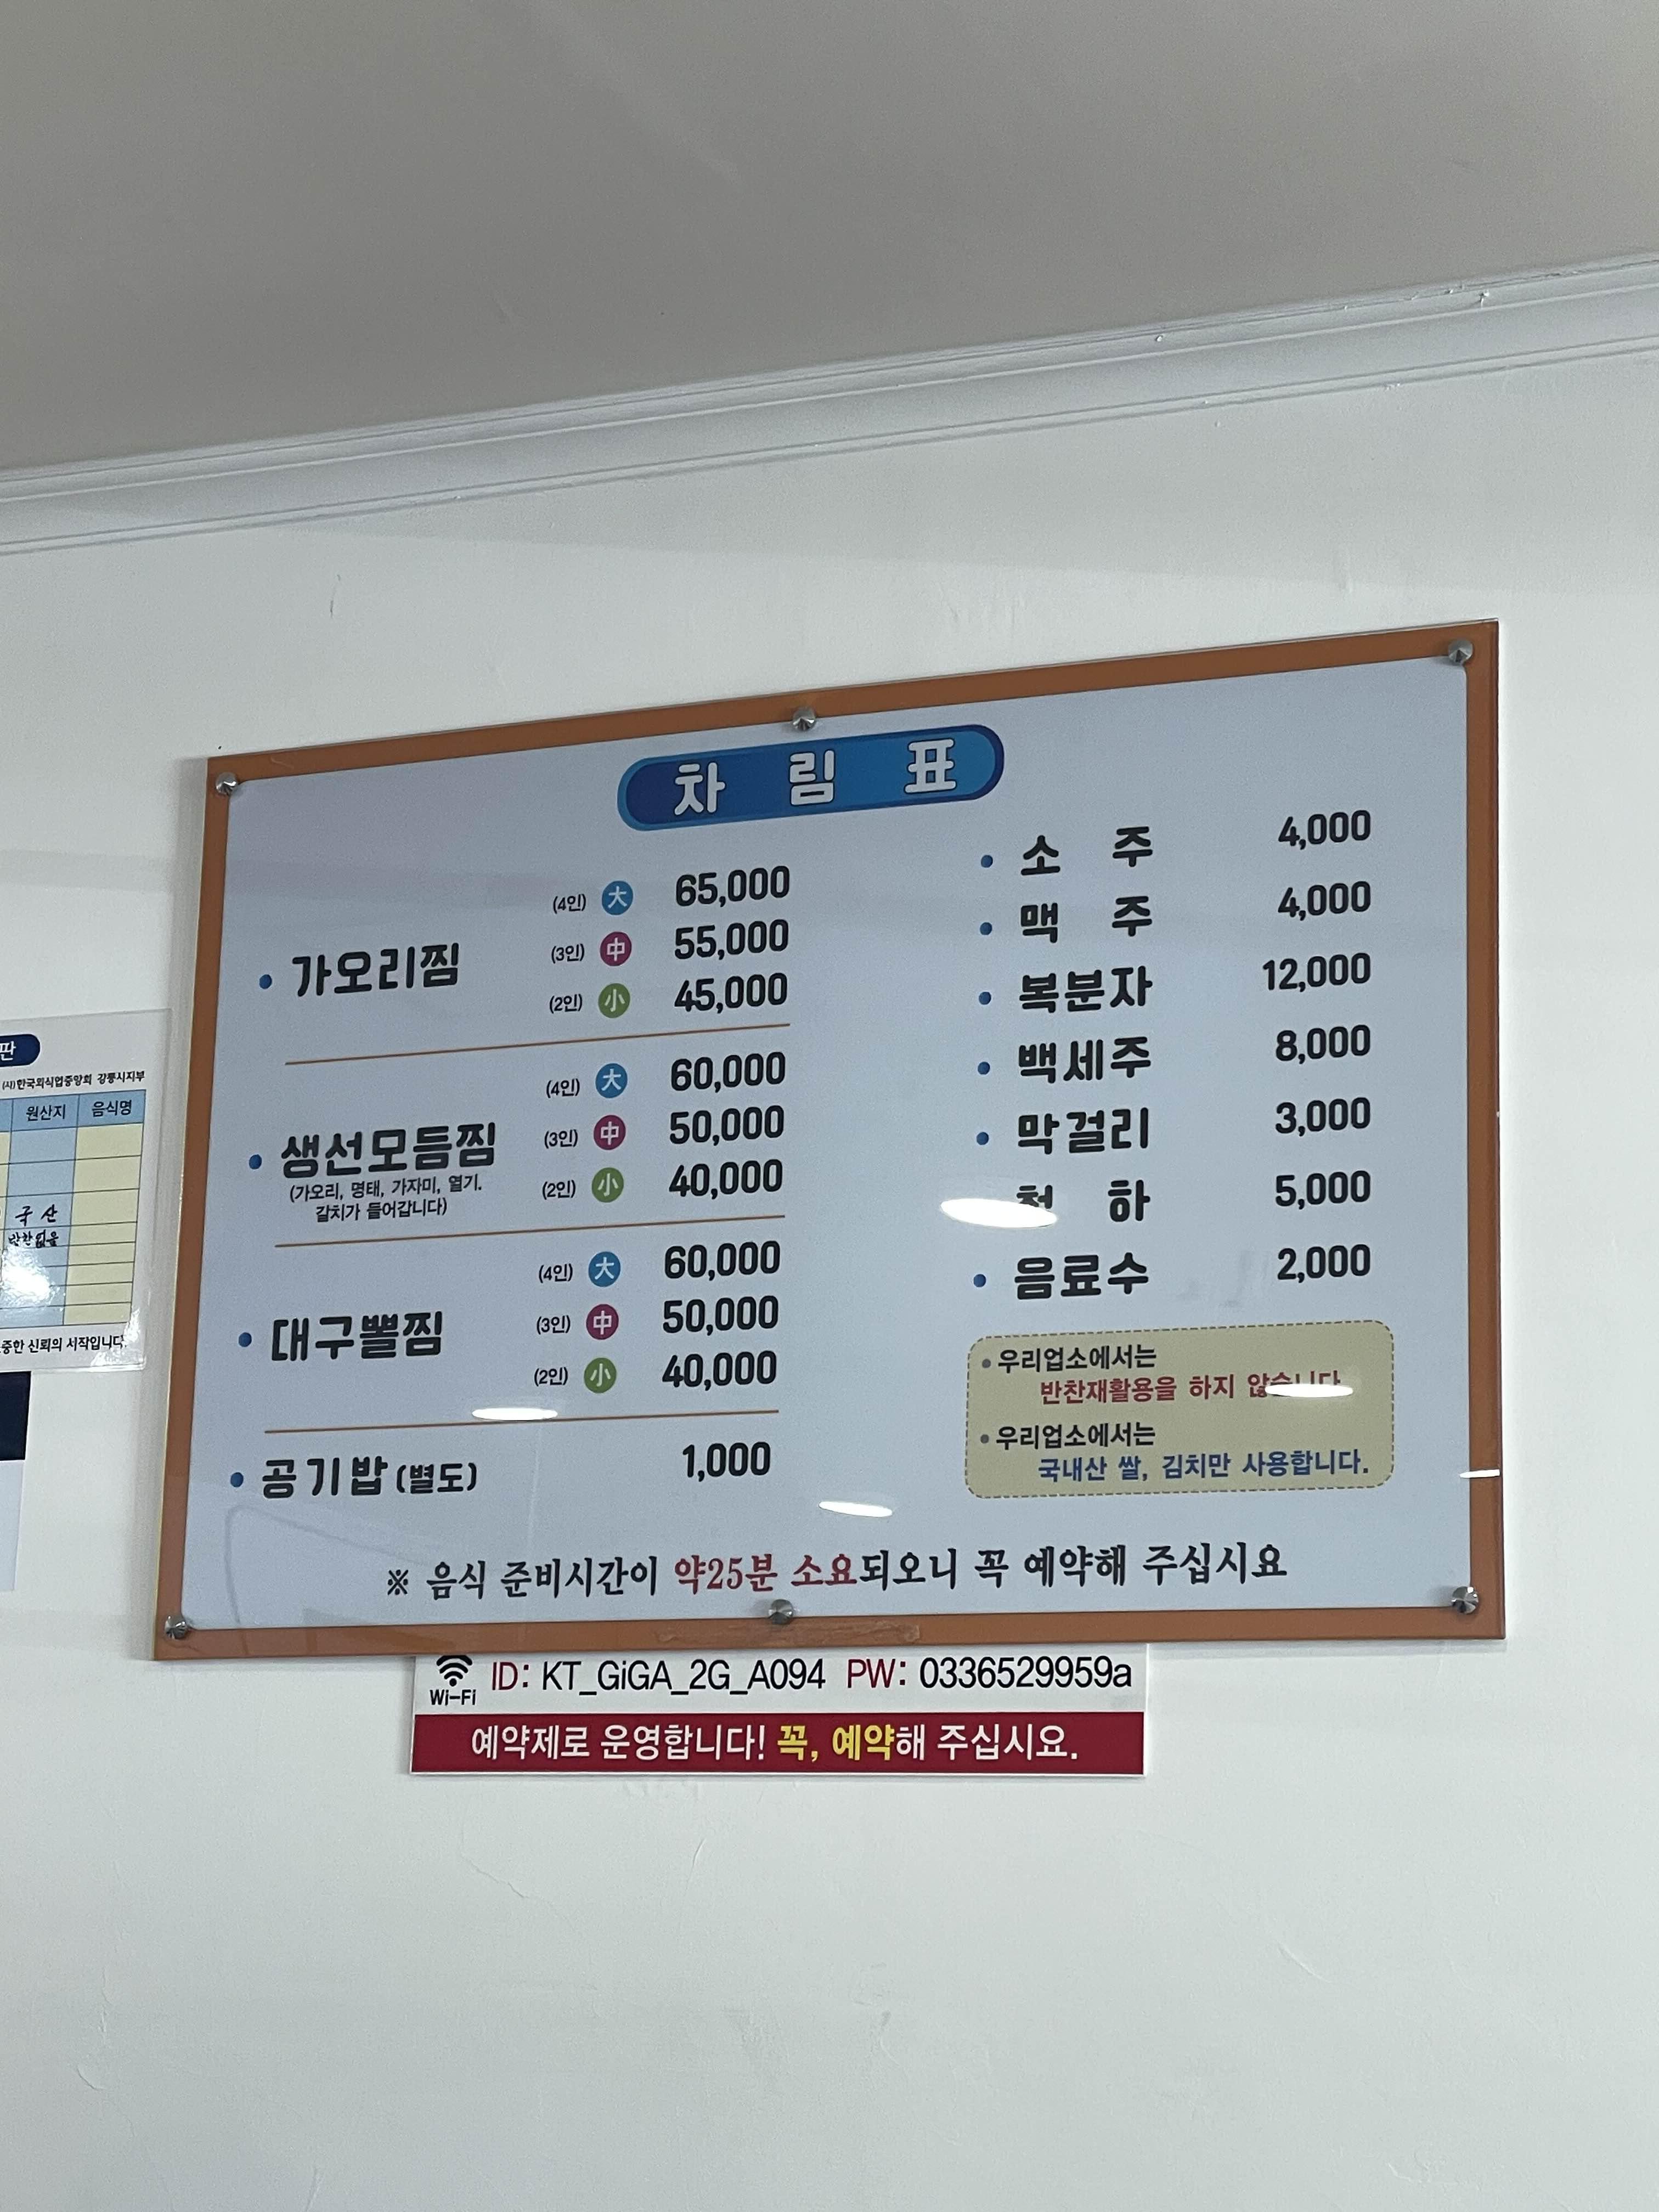 차림표
가오리찜
(4인) 大 65,000
(3인) 中 55,000
(2인) 小 45,000
생선모듬찜
(가오리, 명태, 가자미, 열기.
갈치가 들어갑니다)
(4인) 大 60,000
(3인) 中 50,000
(2인) 小 40,000
대구뽈찜
(4인) 大 60,000
(3인) 中 50,000
(2인) 小 40,000
공기밥 (별도) 1,000
소주 4,000
맥주 4,000
복분자 12,000
백세주 8,000
막걸리 3,000
청하 5,000
음료수 2,000
우리업소에서는
반찬재활용을 하지 않습니다
우리업소에서는
국내산 쌀, 김치만 사용합니다.
※ 음식 준비시간이 약25분 소요되오니 꼭 예약해 주십시요
Wi-Fi ID: KT_GiGA_2G_A094 PW: 0336529959a
예약제로 운영합니다! 꼭, 예약해 주십시요.
판
(사)한국외식업중앙회 강릉시지부
원산지 음식명
국산
중한 신뢰의 시작입니다.